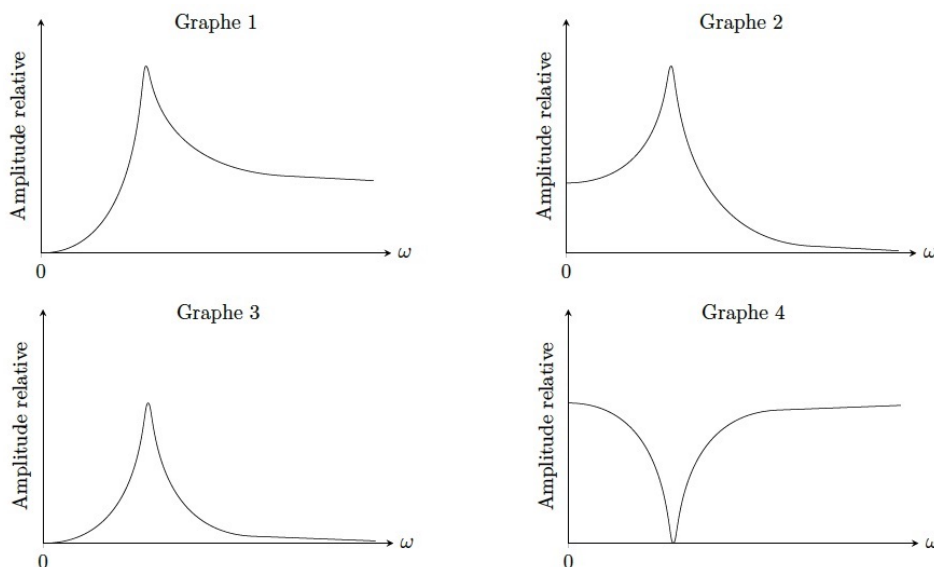 Graphe 1
Amplitude relative
ω
0
Graphe 2
Amplitude relative
ω
0
Graphe 3
Amplitude relative
ω
0
Graphe 4
Amplitude relative
ω
0